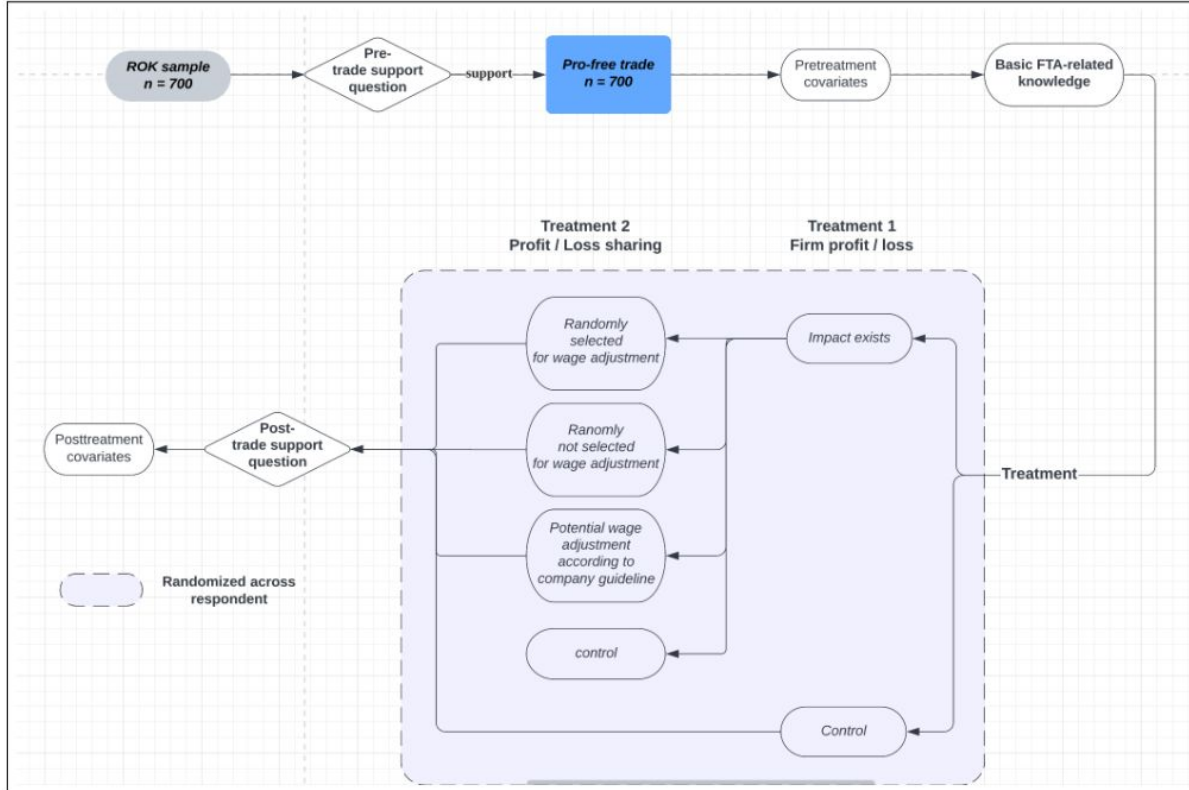 ROK sample
n = 700
Pre-
trade support
question
support
Pro-free trade
n = 700
Pretreatment
covariates
Basic FTA-related
knowledge
Treatment 2
Profit / Loss sharing
Treatment 1
Firm profit / loss
Randomly
selected
for wage adjustment
Impact exists
Posttreatment
covariates
Post-
trade support
question
Ranomly
not selected
for wage adjustment
Treatment
Potential wage
adjustment
according to
company guideline
Randomized across
respondent
control
Control